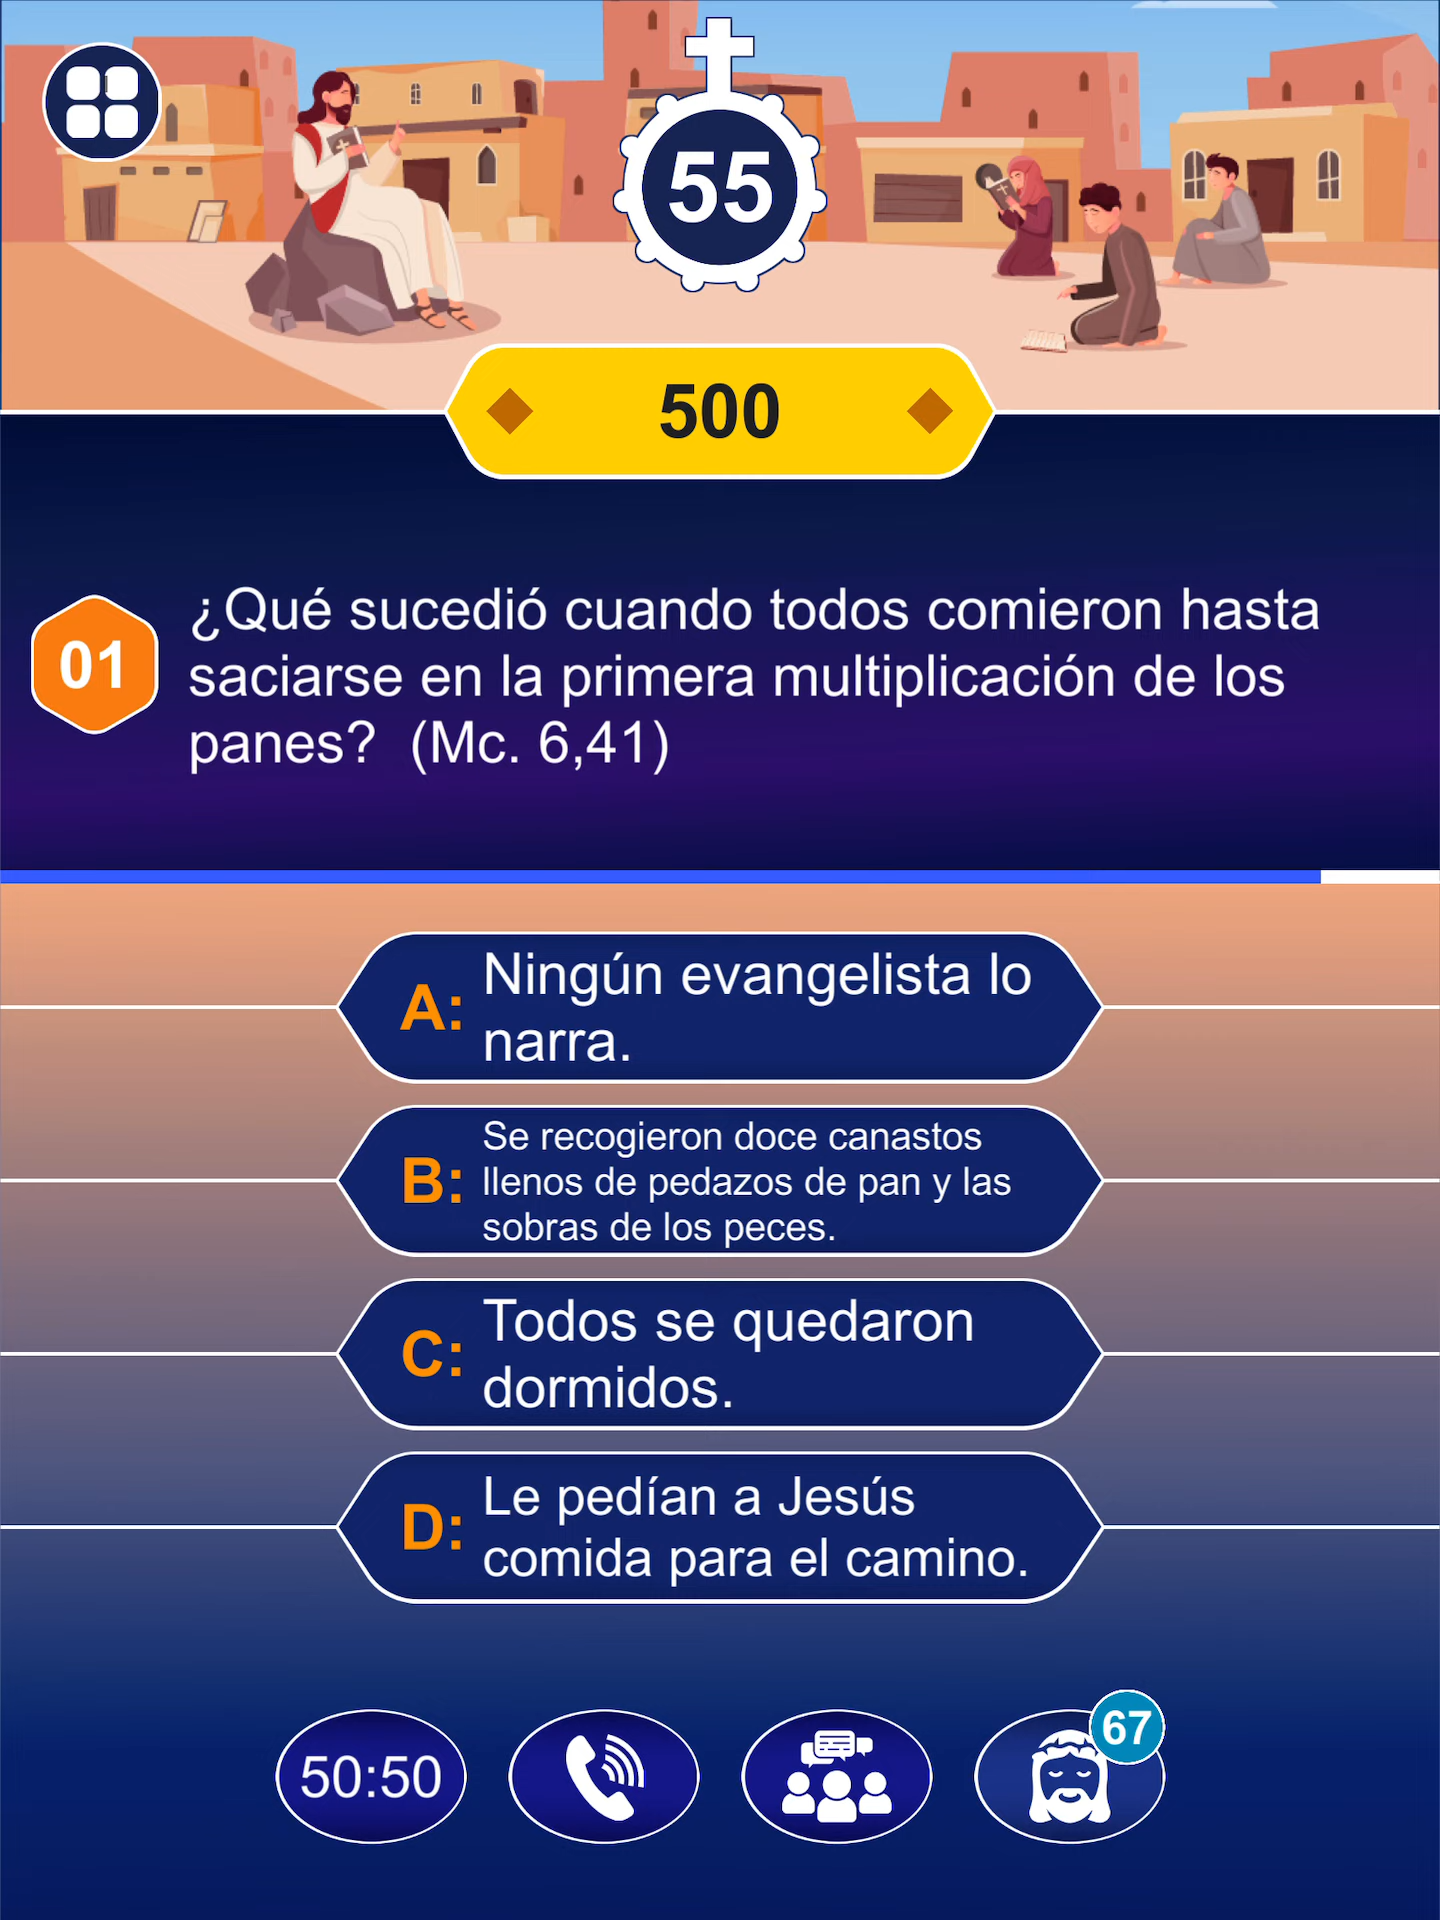 55
500
01
¿Qué sucedió cuando todos comieron hasta
saciarse en la primera multiplicación de los
panes?  (Mc. 6,41)
A:
Ningún evangelista lo
narra.
B:
Se recogieron doce canastos
llenos de pedazos de pan y las
sobras de los peces.
C:
Todos se quedaron
dormidos.
D:
Le pedían a Jesús
comida para el camino.
50:50
67